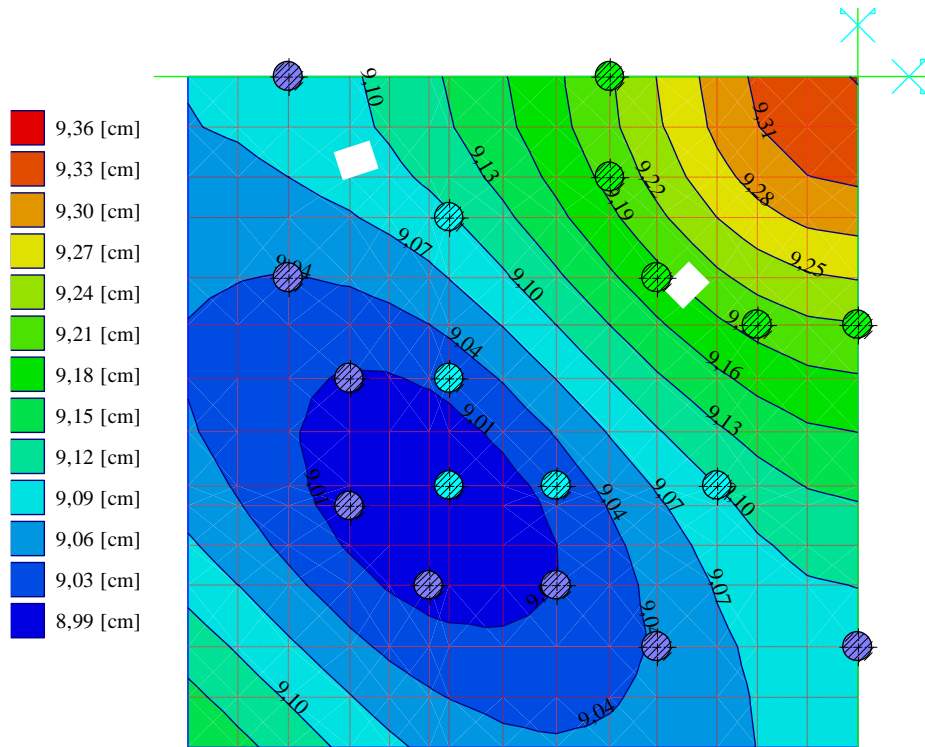 9,36 [cm]
9,33 [cm]
9,30 [cm]
9,27 [cm]
9,24 [cm]
9,21 [cm]
9,18 [cm]
9,15 [cm]
9,12 [cm]
9,09 [cm]
9,06 [cm]
9,03 [cm]
8,99 [cm]
9,10
9,31
9,13
9,22
9,28
9,19
9,07
9,25
9,04
9,10
9,04
9,16
9,01
9,13
9,01
9,04
9,07
9,10
9,07
9,04
9,10
9,04